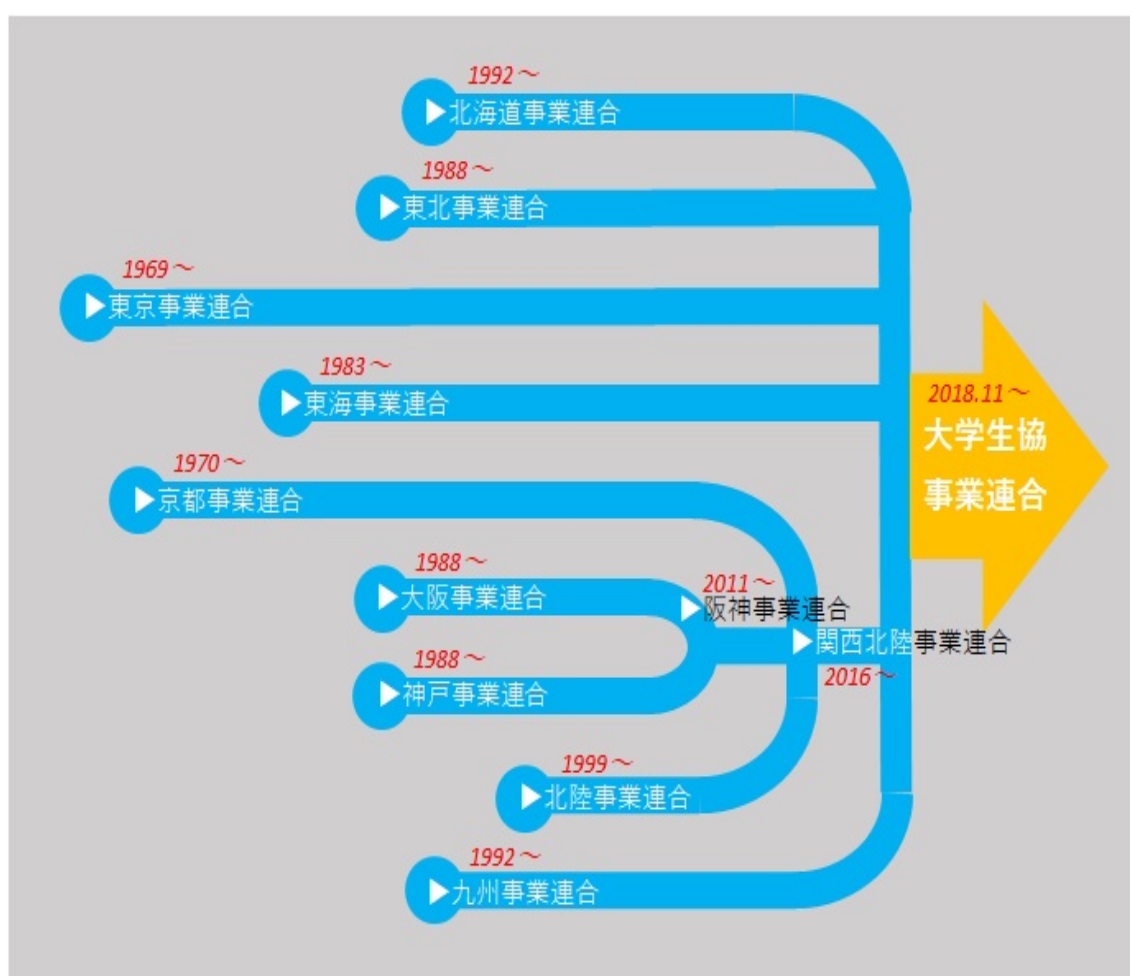 1992～
北海道事業連合
1988～
東北事業連合
1969～
東京事業連合
1983～
東海事業連合
2018.11～
大学生協
事業連合
1970～
京都事業連合
1988～
大阪事業連合
2011～
阪神事業連合
関西北陸事業連合
2016～
1988～
神戸事業連合
1999～
北陸事業連合
1992～
九州事業連合